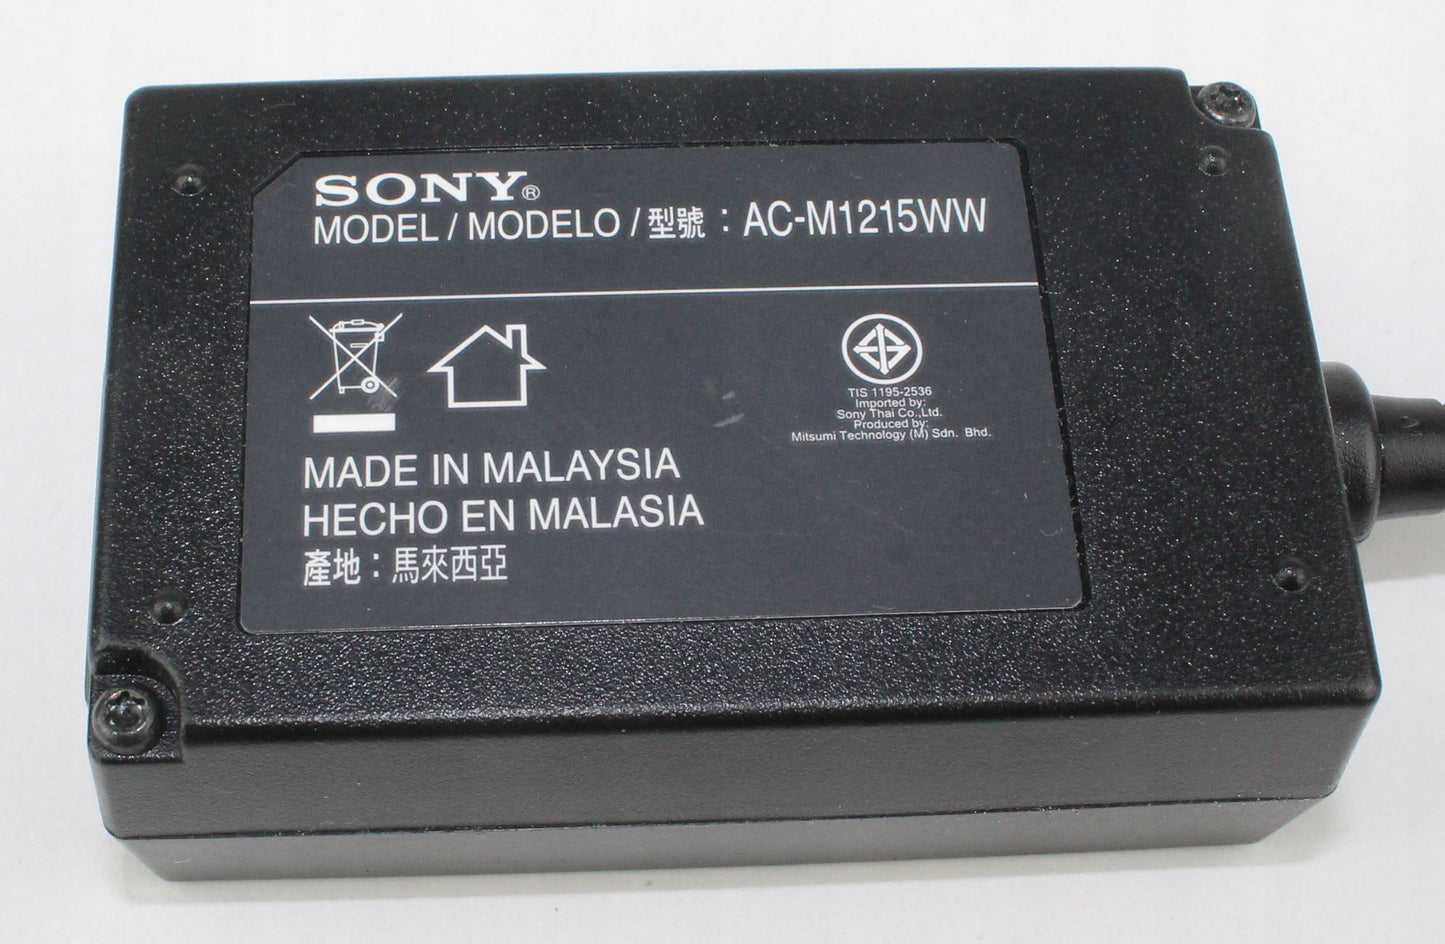 SONY®
MODEL / MODELO / 型號 : AC-M1215WW
TIS 1195-2536
Imported by:
Sony Thai Co.,Ltd.
Produced by:
Mitsumi Technology (M) Sdn. Bhd.
MADE IN MALAYSIA
HECHO EN MALASIA
產地 : 馬來西亞